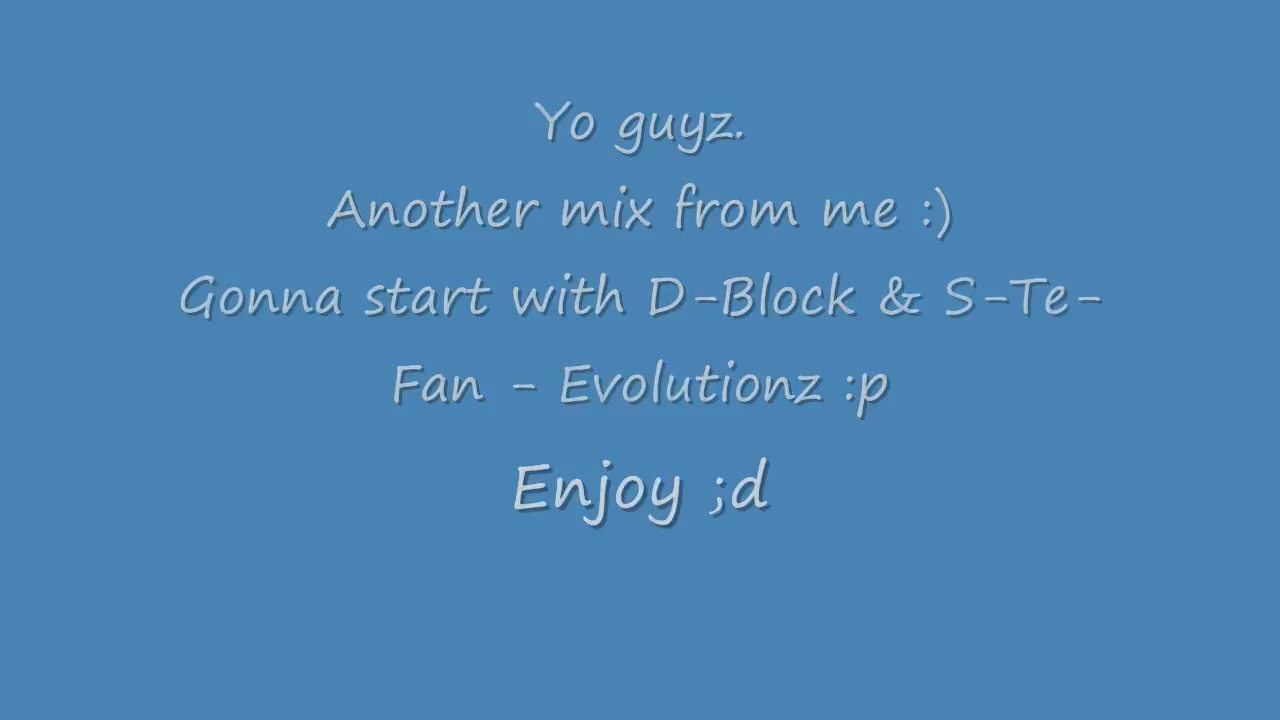 Yo guyz.
Another mix from me :)
Gonna start with D-Block & S-Te-
Fan - Evolutionz :p
Enjoy ;d